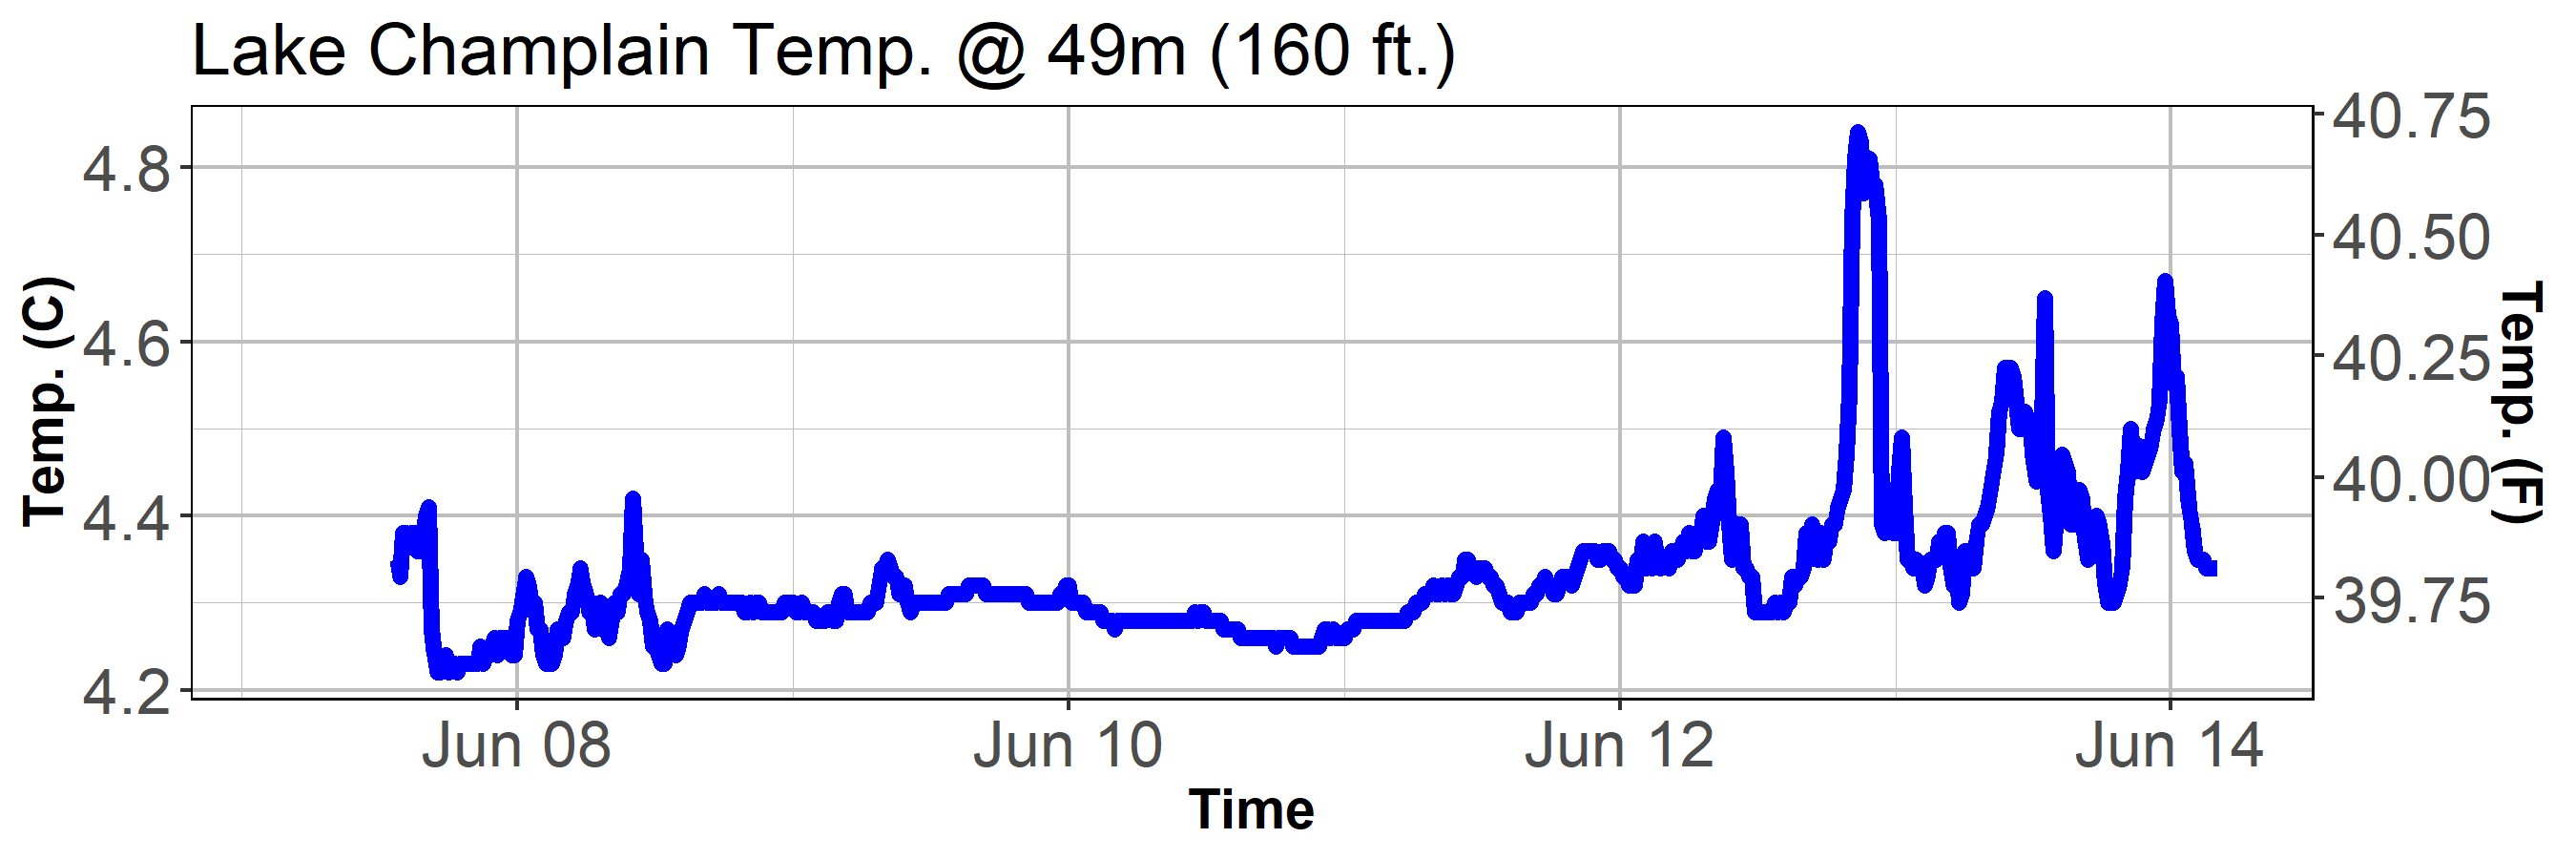 Lake Champlain Temp. @ 49m (160 ft.)
Temp. (C)
4.8
4.6
4.4
4.2
40.75
40.50
40.25
40.00
39.75
Temp. (F)
Jun 08 Jun 10 Jun 12 Jun 14
Time